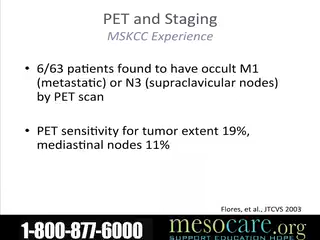 PET and Staging
MSKCC Experience
• 6/63 patients found to have occult M1
(metastatic) or N3 (supraclavicular nodes)
by PET scan
• PET sensitivity for tumor extent 19%,
mediastinal nodes 11%
Flores, et al., JTCVS 2003
1-800-877-6000
mesocare.org
SUPPORT EDUCATION HOPE